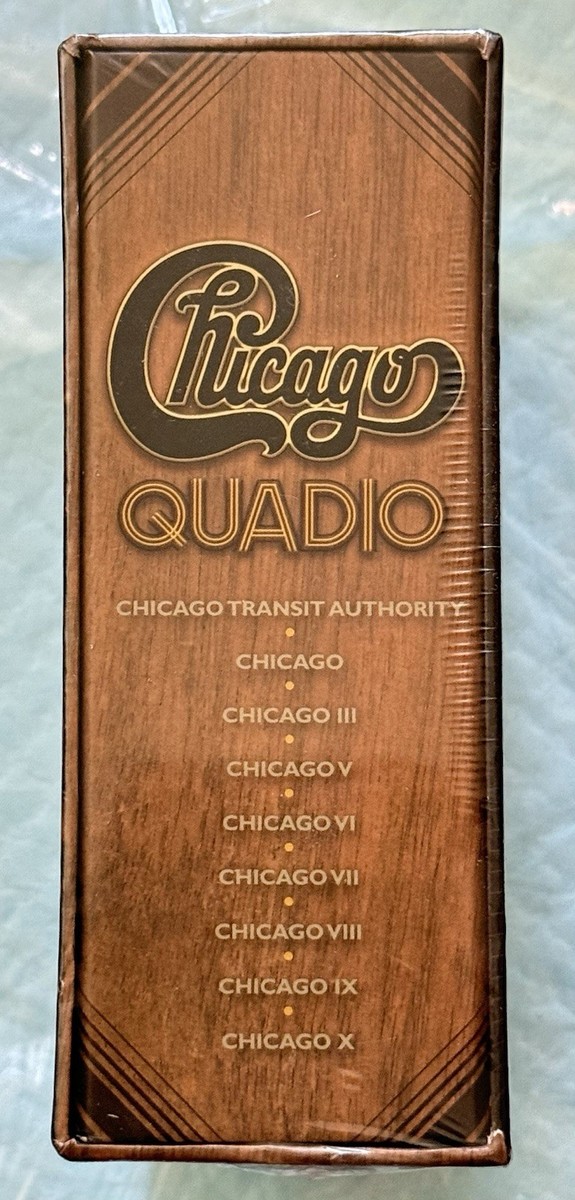 Chicago
QUADIO
CHICAGO TRANSIT AUTHORITY
CHICAGO
CHICAGO III
CHICAGO V
CHICAGO VI
CHICAGO VII
CHICAGO VIII
CHICAGO IX
CHICAGO X